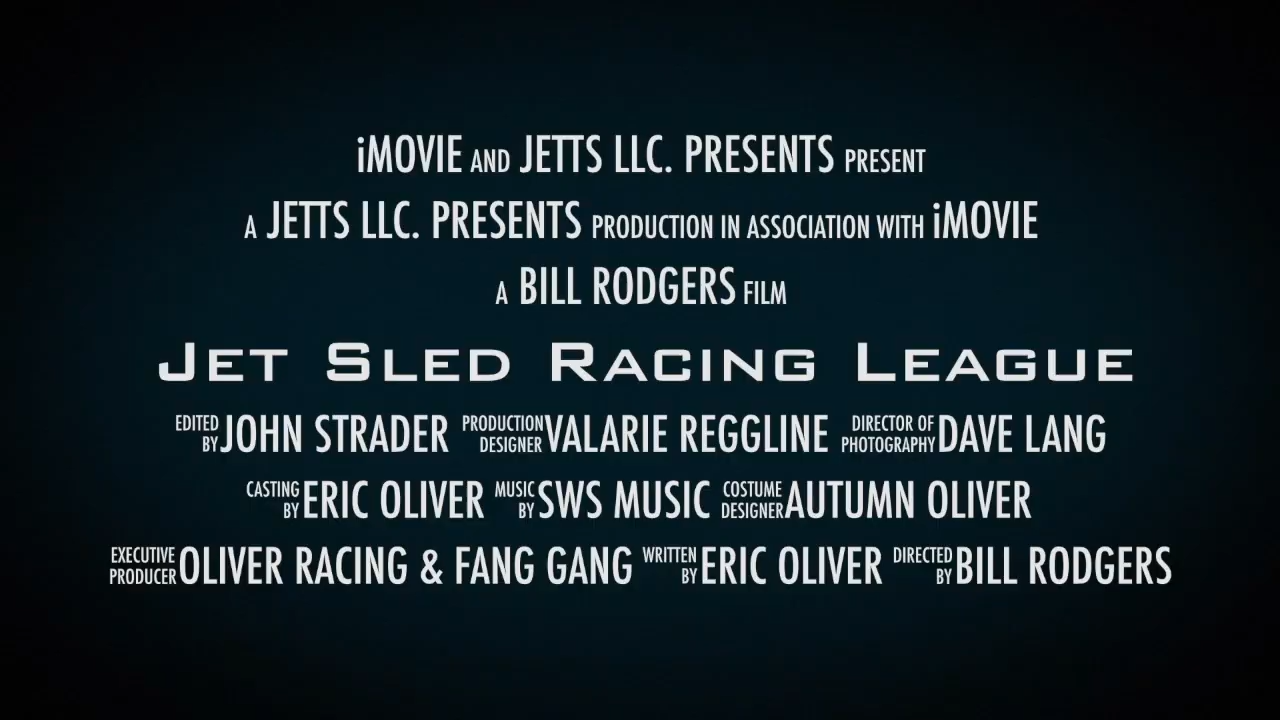 iMOVIE AND JETTS LLC. PRESENTS PRESENT
A JETTS LLC. PRESENTS PRODUCTION IN ASSOCIATION WITH iMOVIE
A BILL RODGERS FILM
JET SLED RACING LEAGUE
EDITED BY JOHN STRADER PRODUCTION DESIGNER VALARIE REGGLINE DIRECTOR OF PHOTOGRAPHY DAVE LANG
CASTING BY ERIC OLIVER MUSIC BY SWS MUSIC COSTUME DESIGNER AUTUMN OLIVER
EXECUTIVE PRODUCER OLIVER RACING & FANG GANG WRITTEN BY ERIC OLIVER DIRECTED BY BILL RODGERS